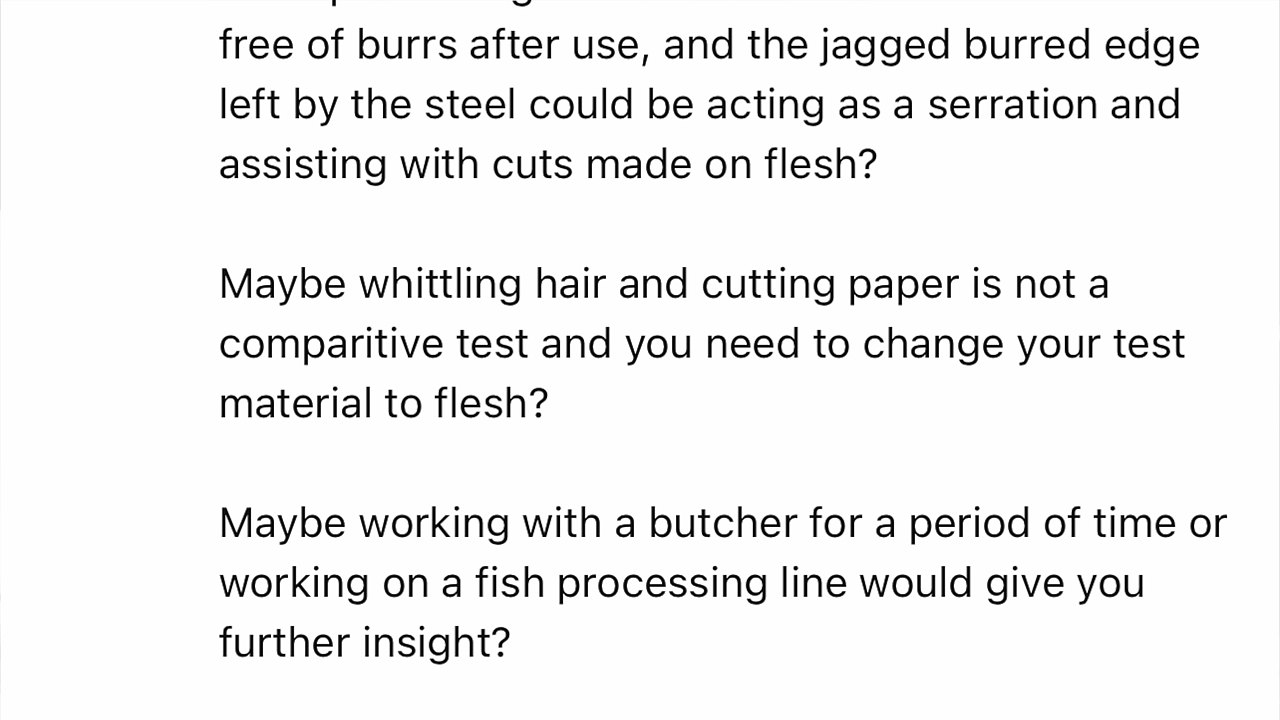 free of burrs after use, and the jagged burred edge
left by the steel could be acting as a serration and
assisting with cuts made on flesh?
Maybe whittling hair and cutting paper is not a
comparitive test and you need to change your test
material to flesh?
Maybe working with a butcher for a period of time or
working on a fish processing line would give you
further insight?